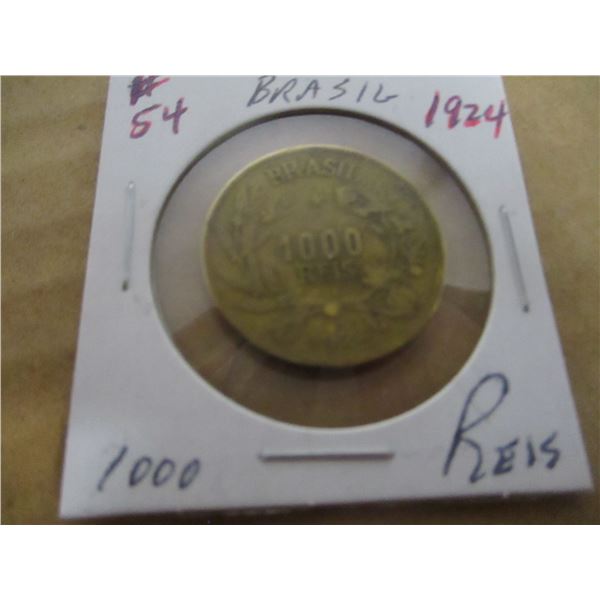 # 54 BRASIL 1924
BRASIL
1000
REIS
1000 REIS